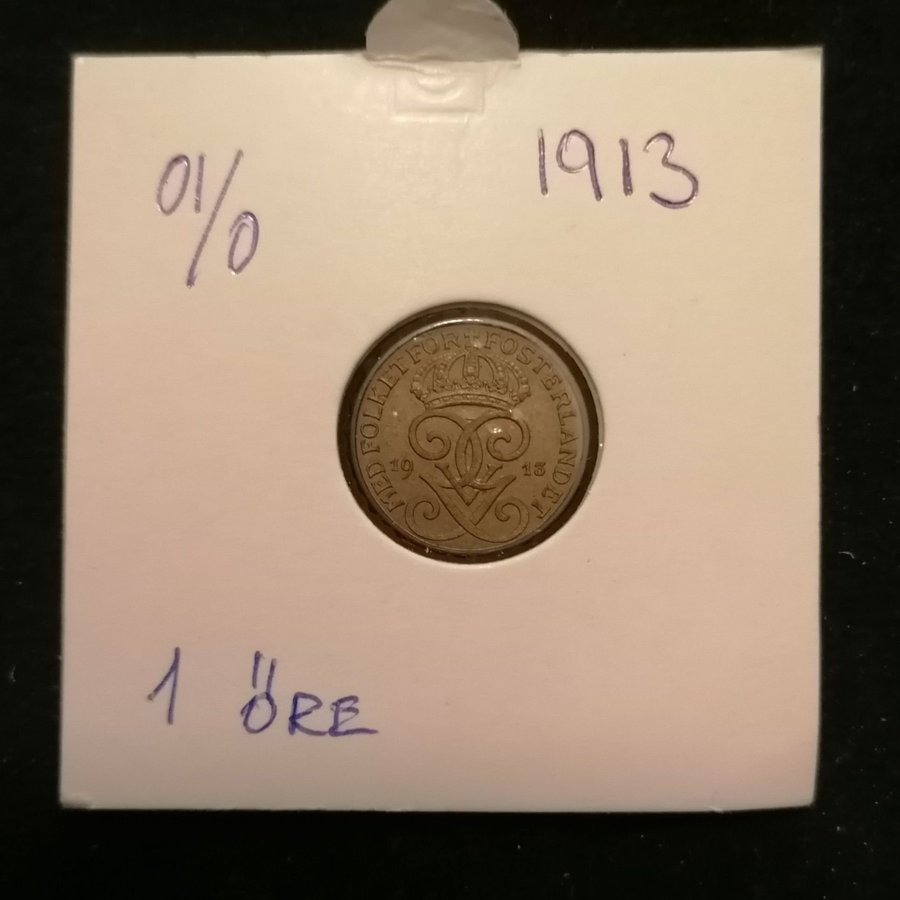 01/0
1913
MED FOLKET FÖR FOSTERLANDET
19 13
1 ÖRE